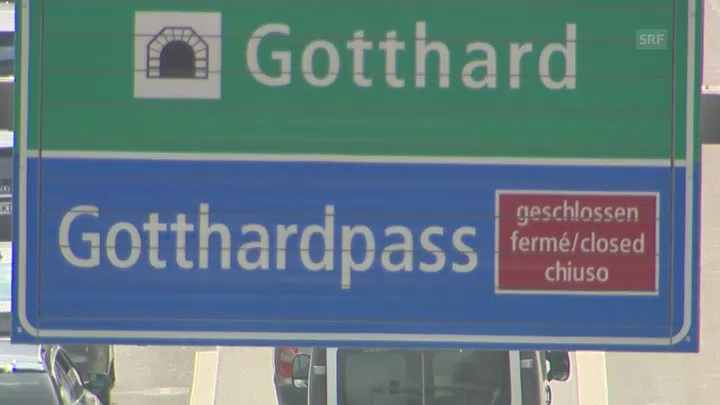 SRF
Gotthard
Gotthardpass
geschlossen
fermé/closed
chiuso